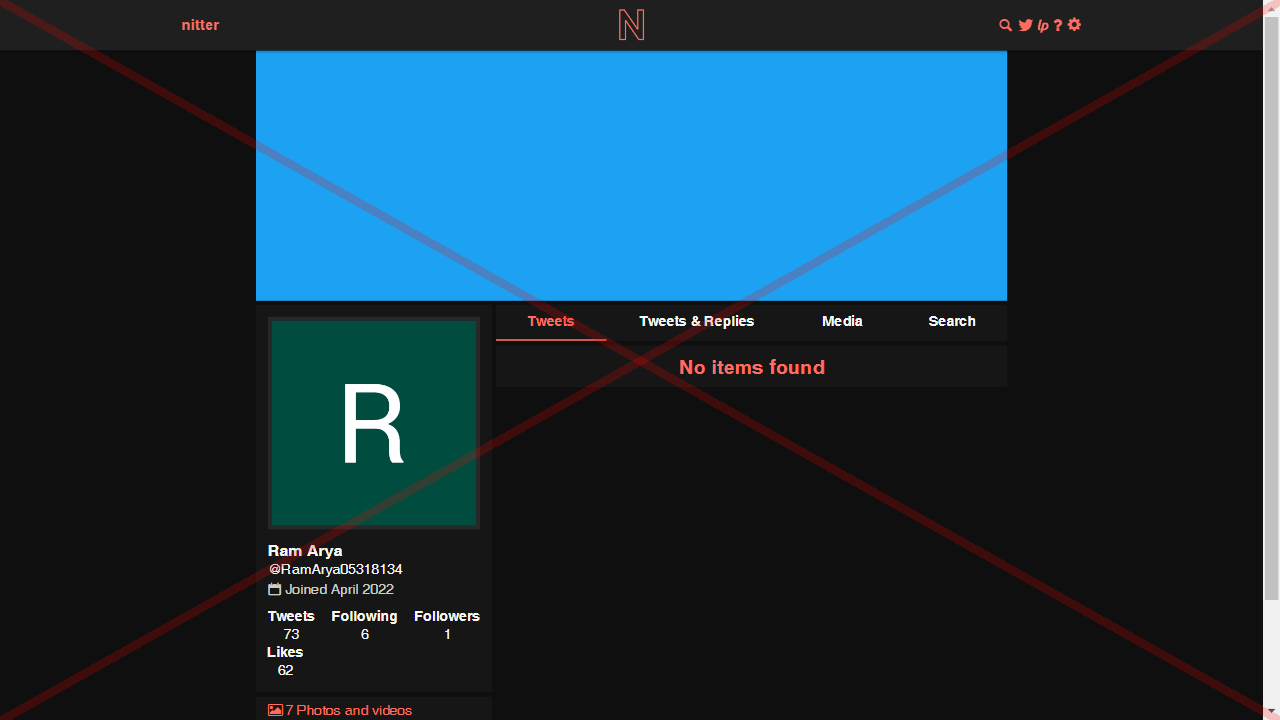 nitter
N
lp ?
Tweets Tweets & Replies Media Search
No items found
R
Ram Arya
@RamArya05318134
Joined April 2022
Tweets Following Followers
73 6 1
Likes
62
7 Photos and videos